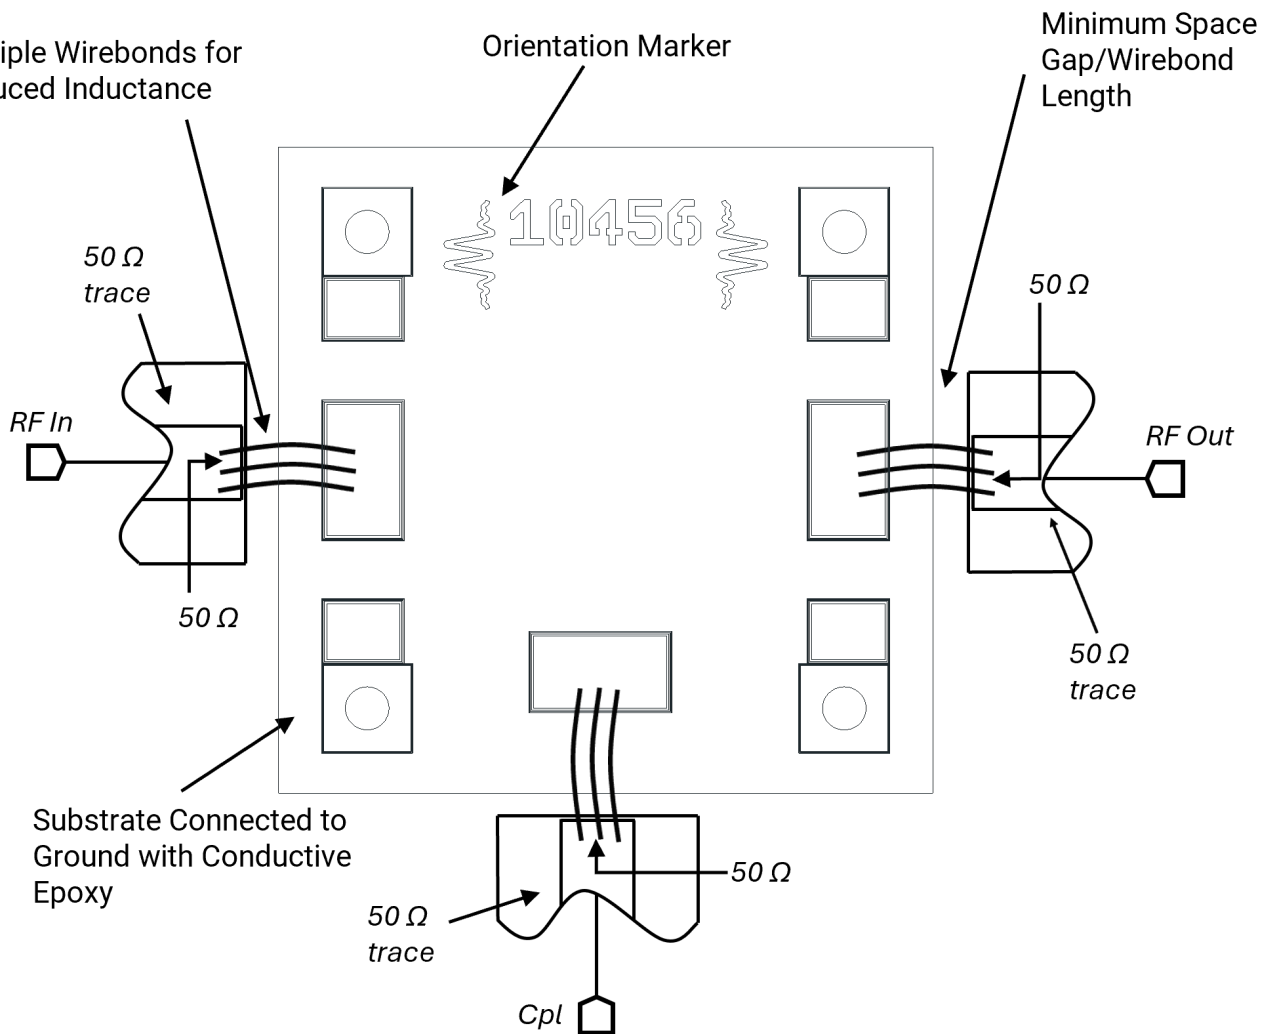 iple Wirebonds for
uced Inductance
Orientation Marker
Minimum Space
Gap/Wirebond
Length
10456
50 Ω
trace
50 Ω
RF In
RF Out
50 Ω
50 Ω
trace
Substrate Connected to
Ground with Conductive
Epoxy
50 Ω
50 Ω
trace
Cpl